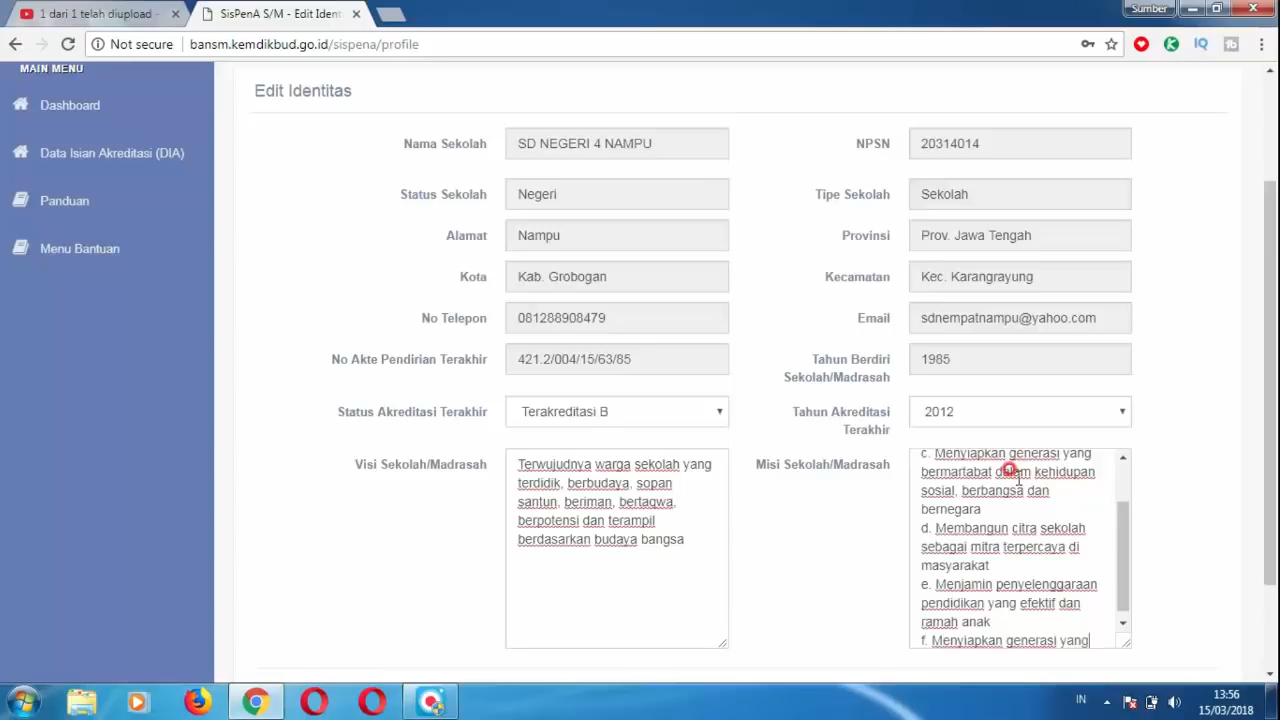 1 dari 1 telah diupload -
SisPenA S/M - Edit Ident
Sumber
Not secure
bansm.kemdikbud.go.id/sispena/profile
MAIN MENU
Dashboard
Data Isian Akreditasi (DIA)
Panduan
Menu Bantuan
Edit Identitas
Nama Sekolah SD NEGERI 4 NAMPU NPSN 20314014
Status Sekolah Negeri Tipe Sekolah Sekolah
Alamat Nampu Provinsi Prov. Jawa Tengah
Kota Kab. Grobogan Kecamatan Kec. Karangrayung
No Telepon 081288908479 Email sdnempatnampu@yahoo.com
No Akte Pendirian Terakhir 421.2/004/15/63/85 Tahun Berdiri 1985
Sekolah/Madrasah
Status Akreditasi Terakhir Terakreditasi B Tahun Akreditasi 2012
Terakhir
Visi Sekolah/Madrasah
Terwujudnya warga sekolah yang
terdidik, berbudaya, sopan
santun, beriman, bertaqwa,
berpotensi dan terampil
berdasarkan budaya bangsa
Misi Sekolah/Madrasah
c. Menyiapkan generasi yang
bermartabat dalam kehidupan
sosial, berbangsa dan
bernegara
d. Membangun citra sekolah
sebagai mitra terpercaya di
masyarakat
e. Menjamin penyelenggaraan
pendidikan yang efektif dan
ramah anak
f. Menyiapkan generasi yang
IN
13:56
15/03/2018